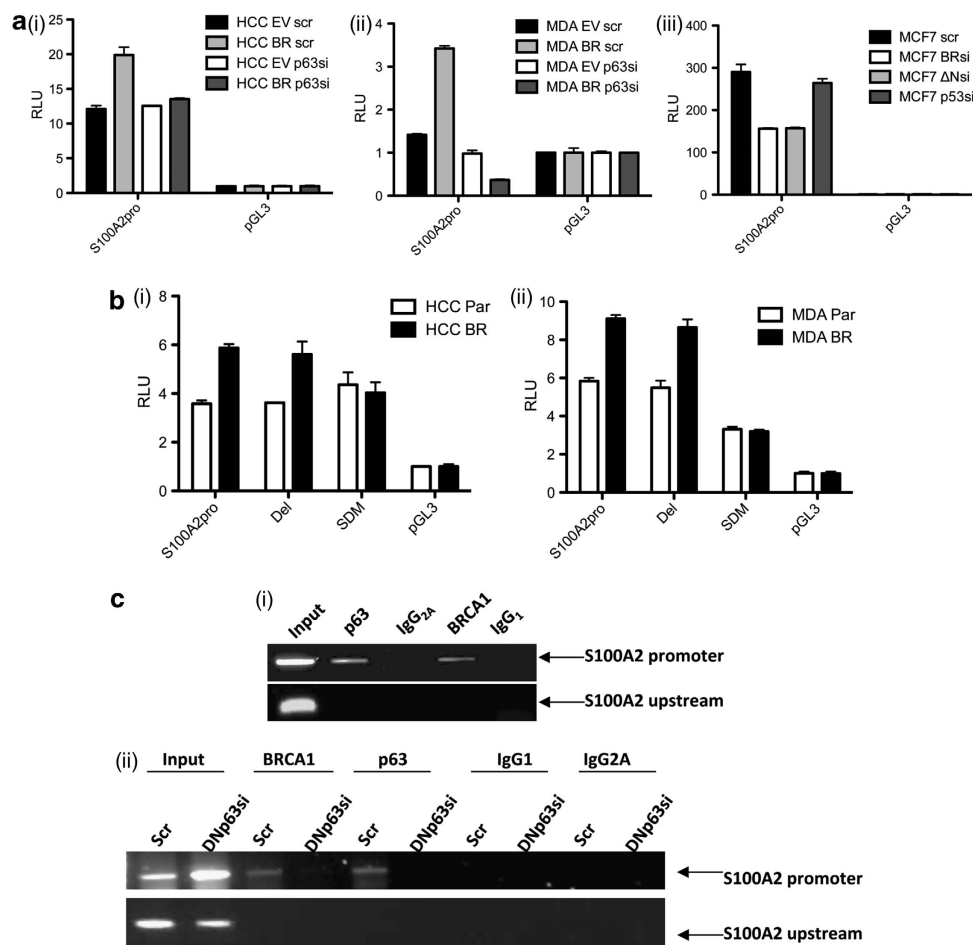 a (i)
RLU
25
20
15
10
5
0
HCC EV scr
HCC BR scr
HCC EV p63si
HCC BR p63si
S100A2pro
pGL3
(ii)
RLU
4
3
2
1
0
MDA EV scr
MDA BR scr
MDA EV p63si
MDA BR p63si
S100A2pro
pGL3
(iii)
RLU
400
300
200
100
0
MCF7 scr
MCF7 BRsi
MCF7 ΔNsi
MCF7 p53si
S100A2pro
pGL3
b (i)
RLU
8
6
4
2
0
HCC Par
HCC BR
S100A2pro
Del
SDM
pGL3
(ii)
RLU
10
8
6
4
2
0
MDA Par
MDA BR
S100A2pro
Del
SDM
pGL3
c
(i)
Input p63 IgG2A BRCA1 IgG1
S100A2 promoter
S100A2 upstream
(ii)
Input BRCA1 p63 IgG1 IgG2A
Scr DNp63si Scr DNp63si Scr DNp63si Scr DNp63si Scr DNp63si
S100A2 promoter
S100A2 upstream